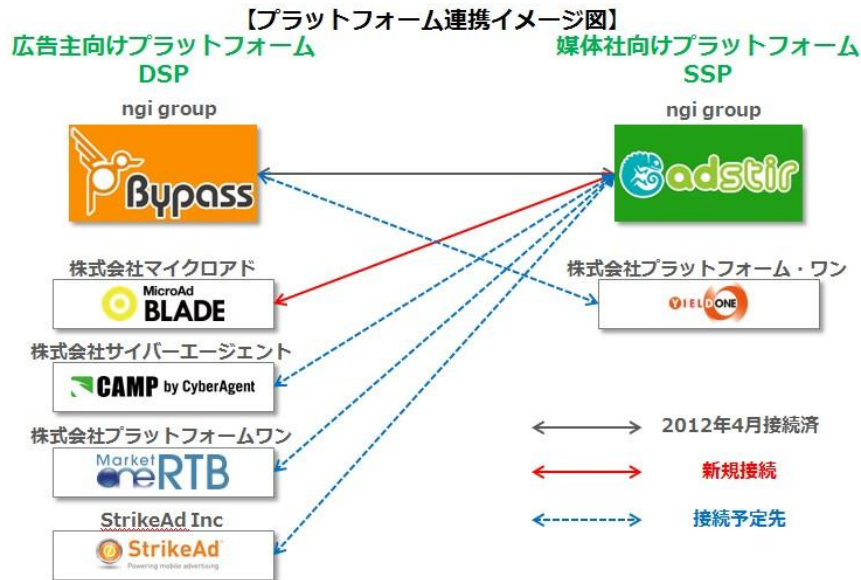 【プラットフォーム連携イメージ図】
広告主向けプラットフォーム
DSP
媒体社向けプラットフォーム
SSP
ngi group
Bypass
ngi group
adstir
株式会社マイクロアド
MicroAd
BLADE
株式会社プラットフォーム・ワン
YIELD ONE
株式会社サイバーエージェント
CAMP by CyberAgent
株式会社プラットフォームワン
Market
one RTB
StrikeAd Inc
StrikeAd
Powering mobile advertising
2012年4月接続済
新規接続
接続予定先